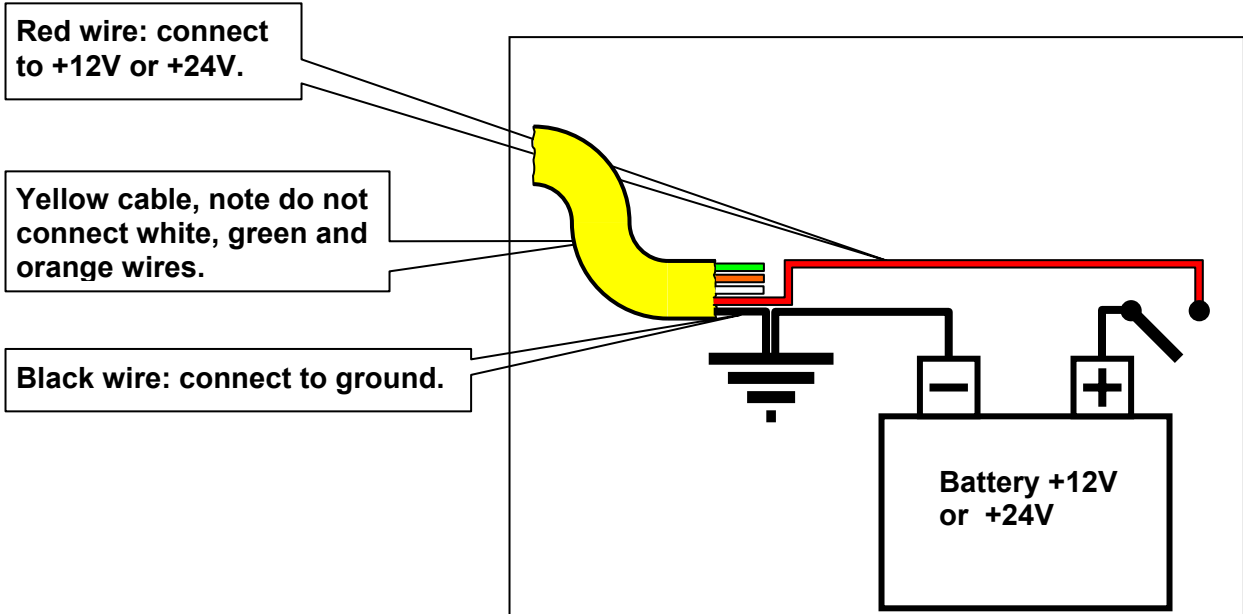 Red wire: connect
to +12V or +24V.
Yellow cable, note do not
connect white, green and
orange wires.
Black wire: connect to ground.
Battery +12V
or +24V